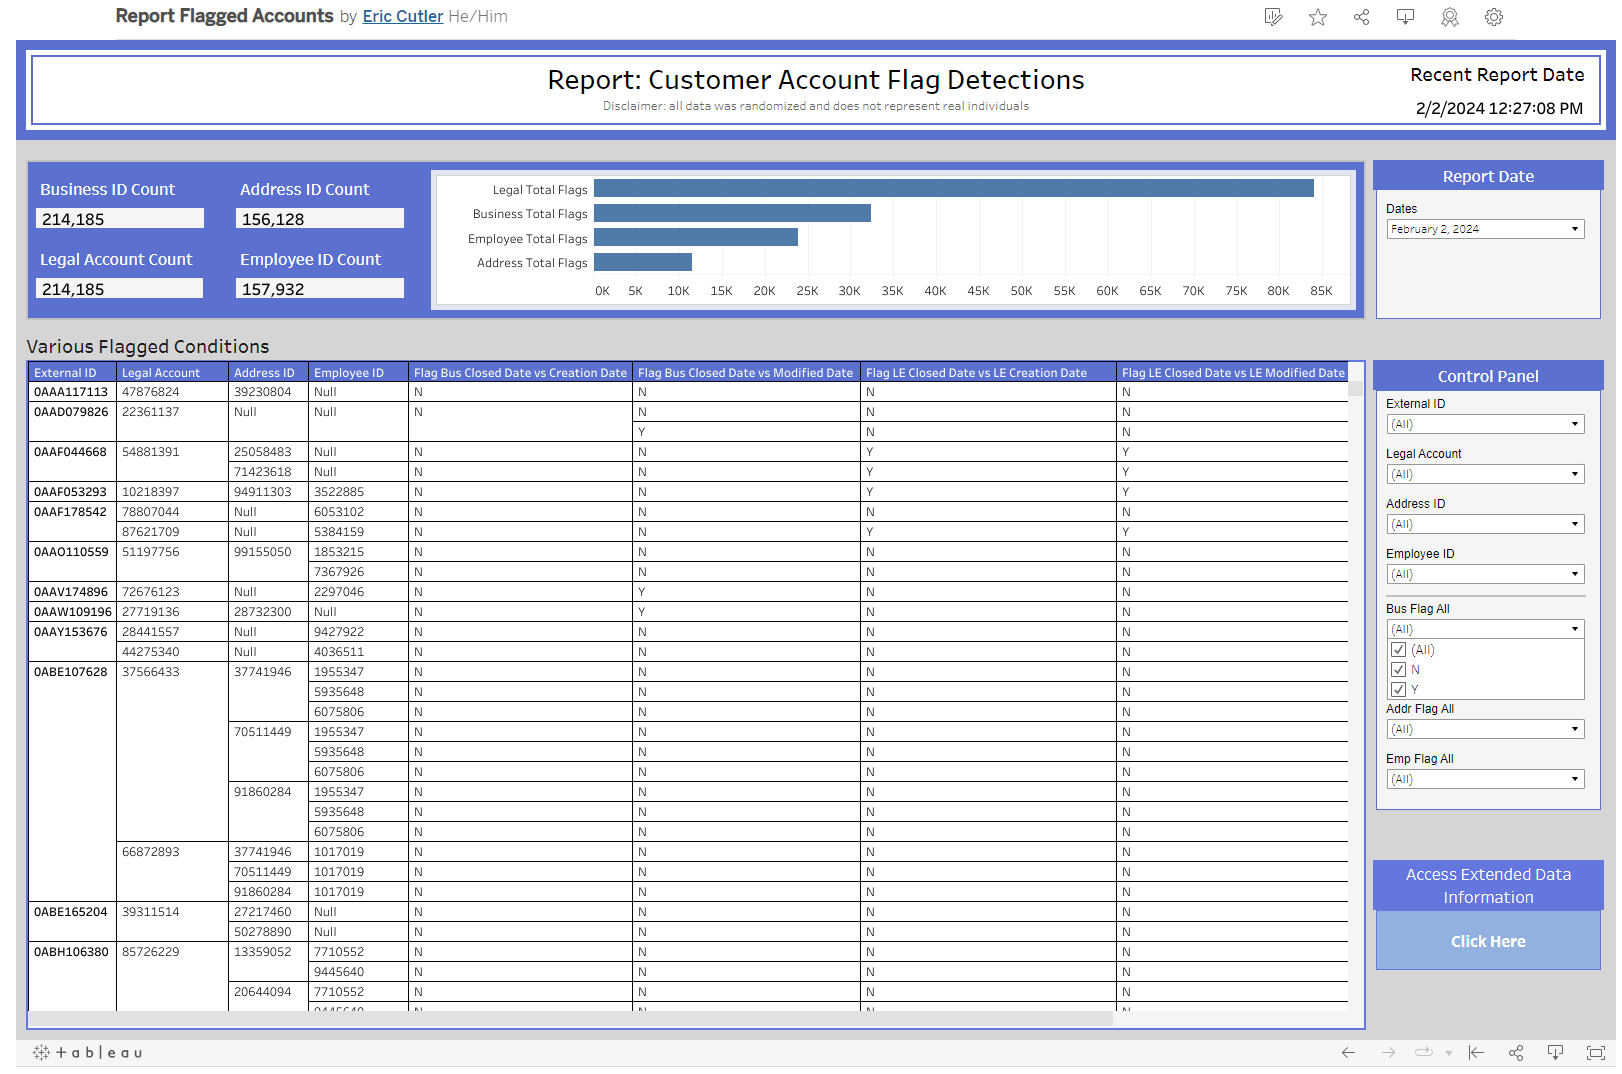 Report Flagged Accounts by Eric Cutler He/Him
Report: Customer Account Flag Detections
Disclaimer: all data was randomized and does not represent real individuals
Recent Report Date
2/2/2024 12:27:08 PM
Business ID Count
214,185
Address ID Count
156,128
Legal Account Count
214,185
Employee ID Count
157,932
Legal Total Flags
Business Total Flags
Employee Total Flags
Address Total Flags
0K 5K 10K 15K 20K 25K 30K 35K 40K 45K 50K 55K 60K 65K 70K 75K 80K 85K
Report Date
Dates
February 2, 2024
Various Flagged Conditions
External ID Legal Account Address ID Employee ID Flag Bus Closed Date vs Creation Date Flag Bus Closed Date vs Modified Date Flag LE Closed Date vs LE Creation Date Flag LE Closed Date vs LE Modified Date
0AAA117113 47876824 39230804 Null N N N N
0AAD079826 22361137 Null Null N N N N
Y N N
0AAF044668 54881391 25058483 Null N N Y Y
71423618 Null N N Y Y
0AAF053293 10218397 94911303 3522885 N N Y Y
0AAF178542 78807044 Null 6053102 N N N N
87621709 Null 5384159 N N Y Y
0AAO110559 51197756 99155050 1853215 N N N N
7367926 N N N N
0AAV174896 72676123 Null 2297046 N Y N N
0AAW109196 27719136 28732300 Null N Y N N
0AAY153676 28441557 Null 9427922 N N N N
44275340 Null 4036511 N N N N
0ABE107628 37566433 37741946 1955347 N N N N
5935648 N N N N
6075806 N N N N
70511449 1955347 N N N N
5935648 N N N N
6075806 N N N N
91860284 1955347 N N N N
5935648 N N N N
6075806 N N N N
66872893 37741946 1017019 N N N N
70511449 1017019 N N N N
91860284 1017019 N N N N
0ABE165204 39311514 27217460 Null N N N N
50278890 Null N N N N
0ABH106380 85726229 13359052 7710552 N N N N
9445640 N N N N
20644094 7710552 N N N N
9445640 N N N N
Control Panel
External ID
(All)
Legal Account
(All)
Address ID
(All)
Employee ID
(All)
Bus Flag All
(All)
(All)
N
Y
Addr Flag All
(All)
Emp Flag All
(All)
Access Extended Data
Information
Click Here
+ a b l e a u